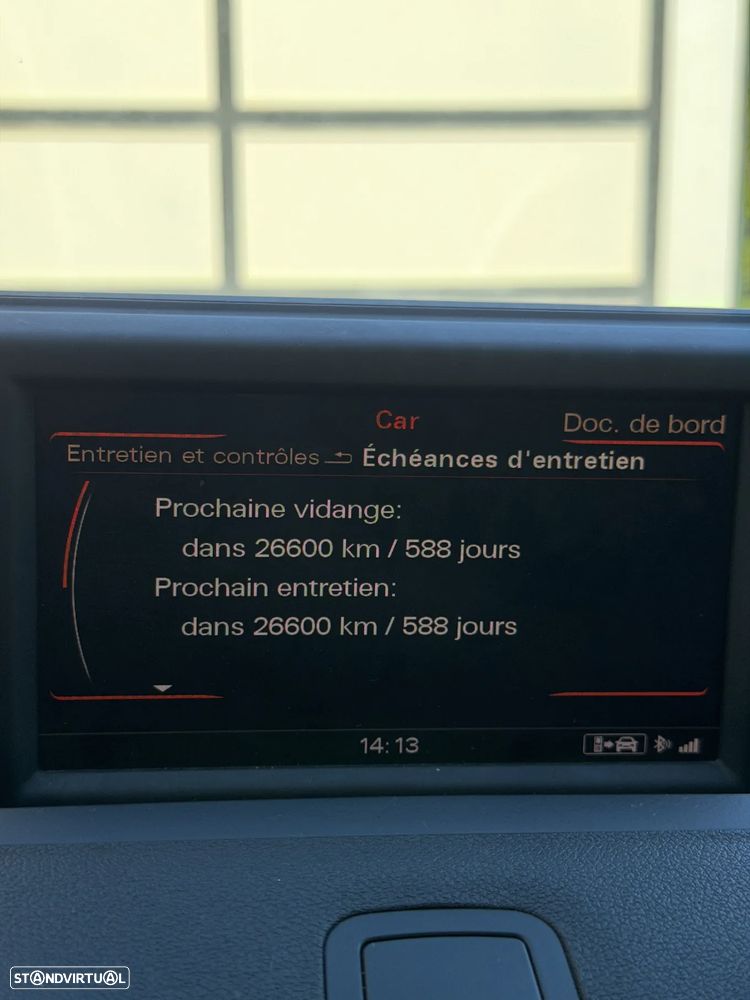 Car
Doc. de bord
Entretien et contrôles Échéances d'entretien
Prochaine vidange:
dans 26600 km / 588 jours
Prochain entretien:
dans 26600 km / 588 jours
14:13
STANDVIRTUAL